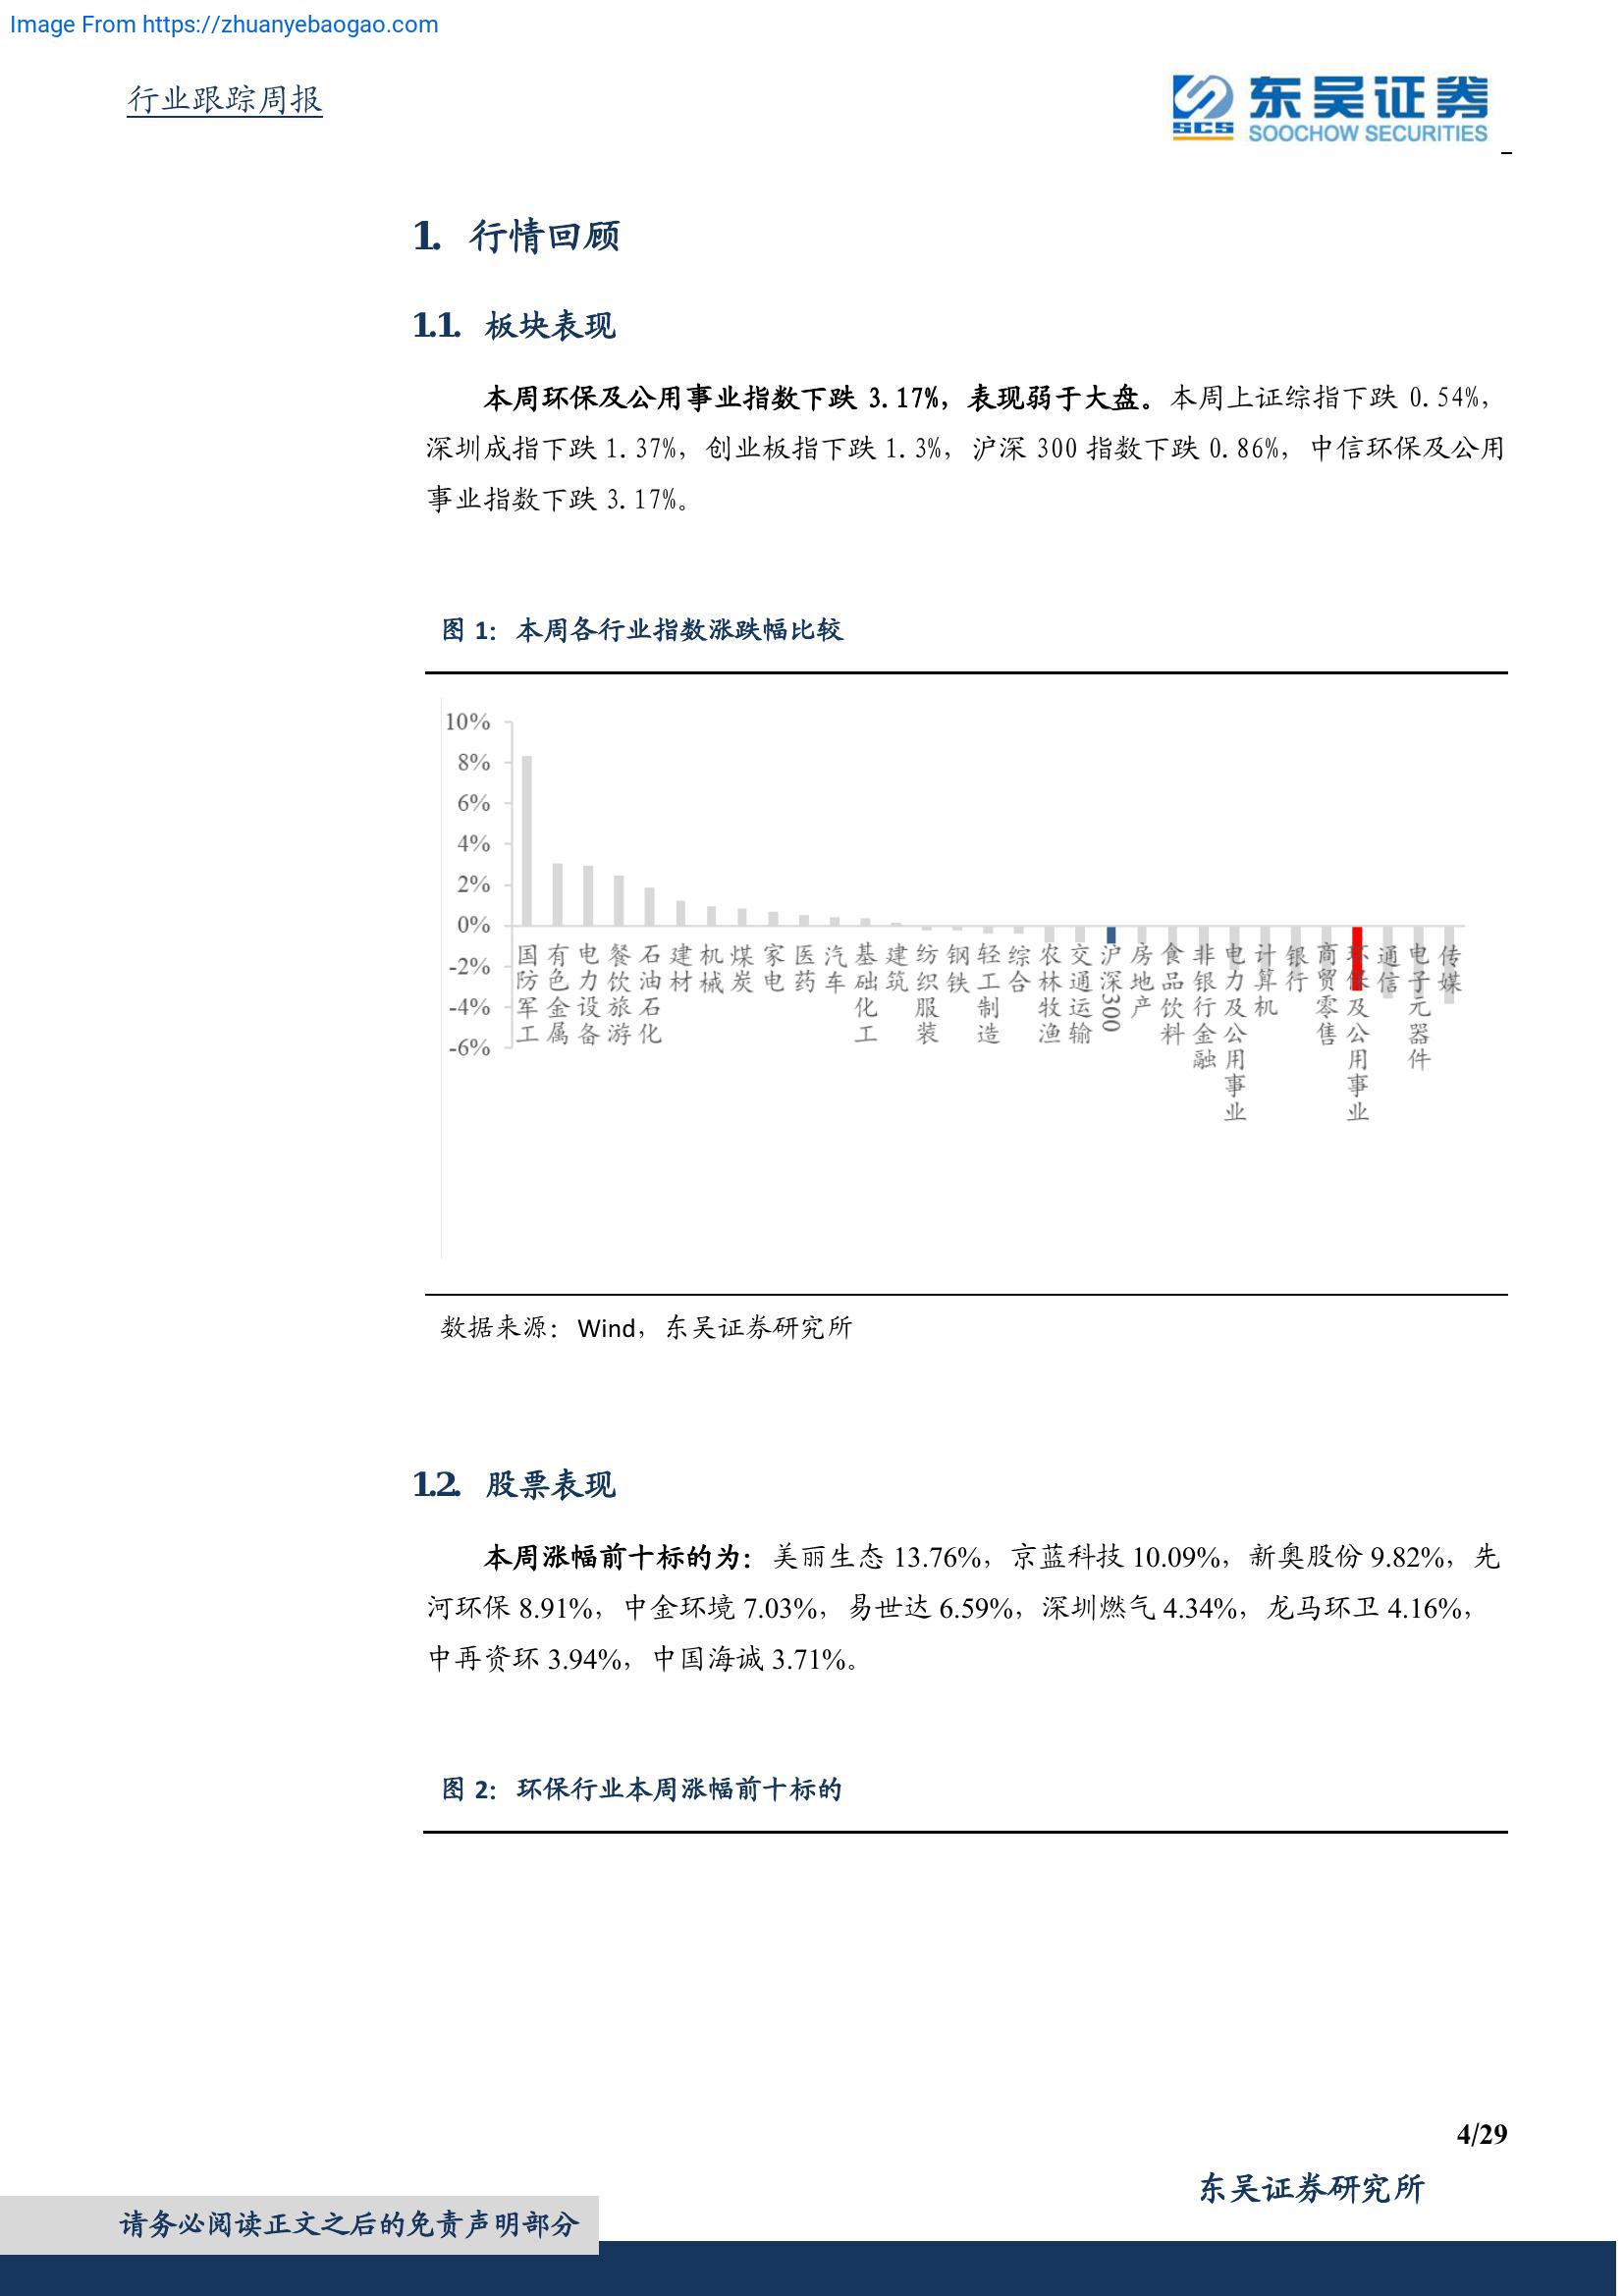 Image From https://zhuanyebaogao.com
行业跟踪周报
SCS 东吴证券
SOOCHOW SECURITIES
1. 行情回顾
1.1. 板块表现
本周环保及公用事业指数下跌 3.17%，表现弱于大盘。本周上证综指下跌 0.54%，
深圳成指下跌 1.37%，创业板指下跌 1.3%，沪深 300 指数下跌 0.86%，中信环保及公用
事业指数下跌 3.17%。
图 1：本周各行业指数涨跌幅比较
10%
8%
6%
4%
2%
0%
-2%
-4%
-6%
国防军工
有色金属
电力设备
餐饮旅游
石油石化
建材
机械
煤炭
家电
医药
汽车
基础化工
建筑
纺织服装
钢铁
轻工制造
综合
农林牧渔
交通运输
沪深300
房地产
食品饮料
非银行金融
电力及公用事业
计算机
银行
商贸零售
环保及公用事业
通信
电子元器件
传媒
数据来源：Wind，东吴证券研究所
1.2. 股票表现
本周涨幅前十标的为：美丽生态 13.76%，京蓝科技 10.09%，新奥股份 9.82%，先
河环保 8.91%，中金环境 7.03%，易世达 6.59%，深圳燃气 4.34%，龙马环卫 4.16%，
中再资环 3.94%，中国海诚 3.71%。
图 2：环保行业本周涨幅前十标的
4/29
东吴证券研究所
请务必阅读正文之后的免责声明部分